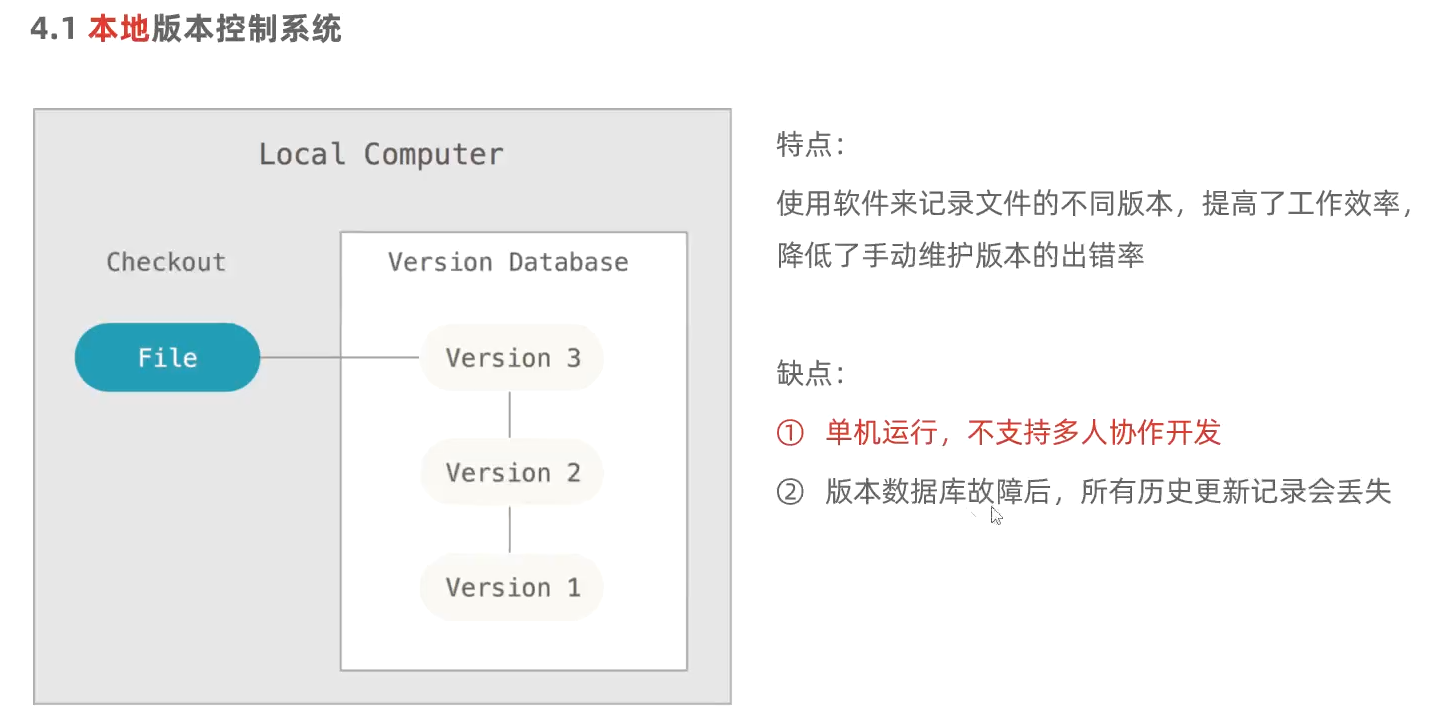 4.1 本地版本控制系统
Local Computer
Checkout
Version Database
File
Version 3
Version 2
Version 1
特点：
使用软件来记录文件的不同版本，提高了工作效率，
降低了手动维护版本的出错率
缺点：
① 单机运行，不支持多人协作开发
② 版本数据库故障后，所有历史更新记录会丢失